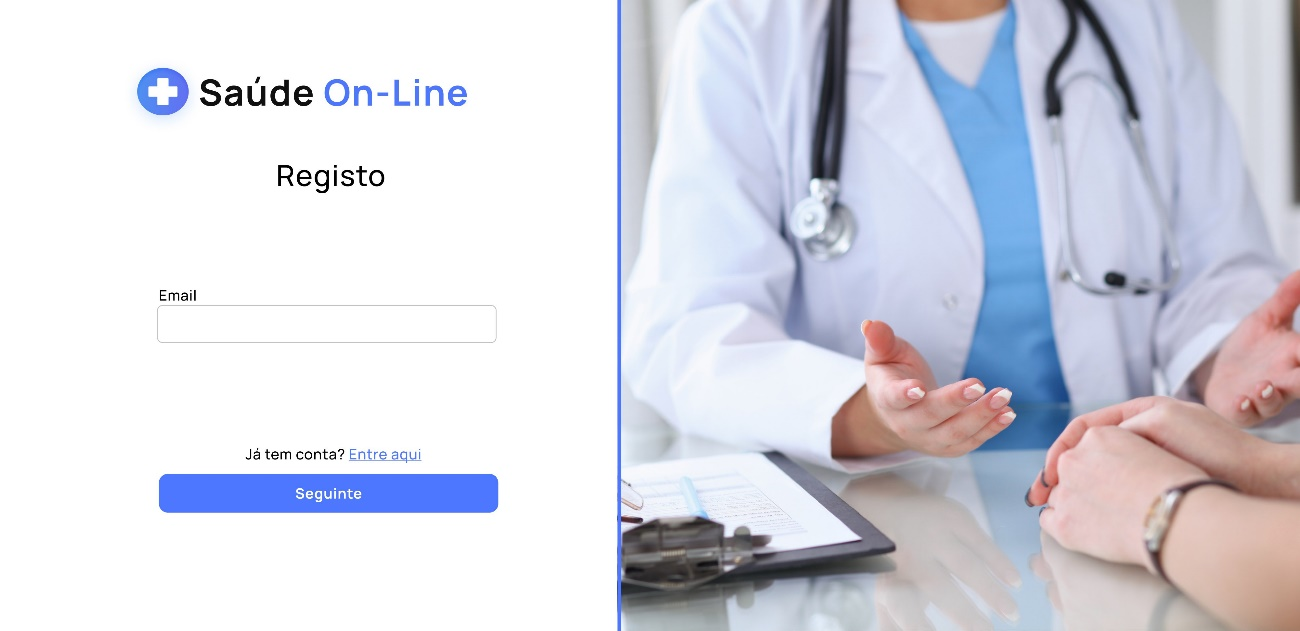 Saúde On-Line
Registo
Email
Já tem conta? Entre aqui
Seguinte